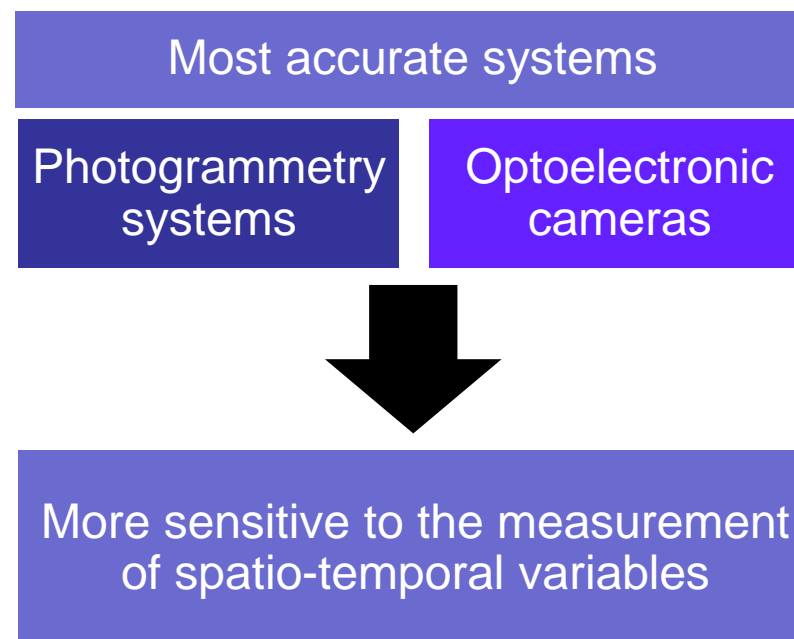 Most accurate systems
Photogrammetry
systems
Optoelectronic
cameras
More sensitive to the measurement
of spatio-temporal variables